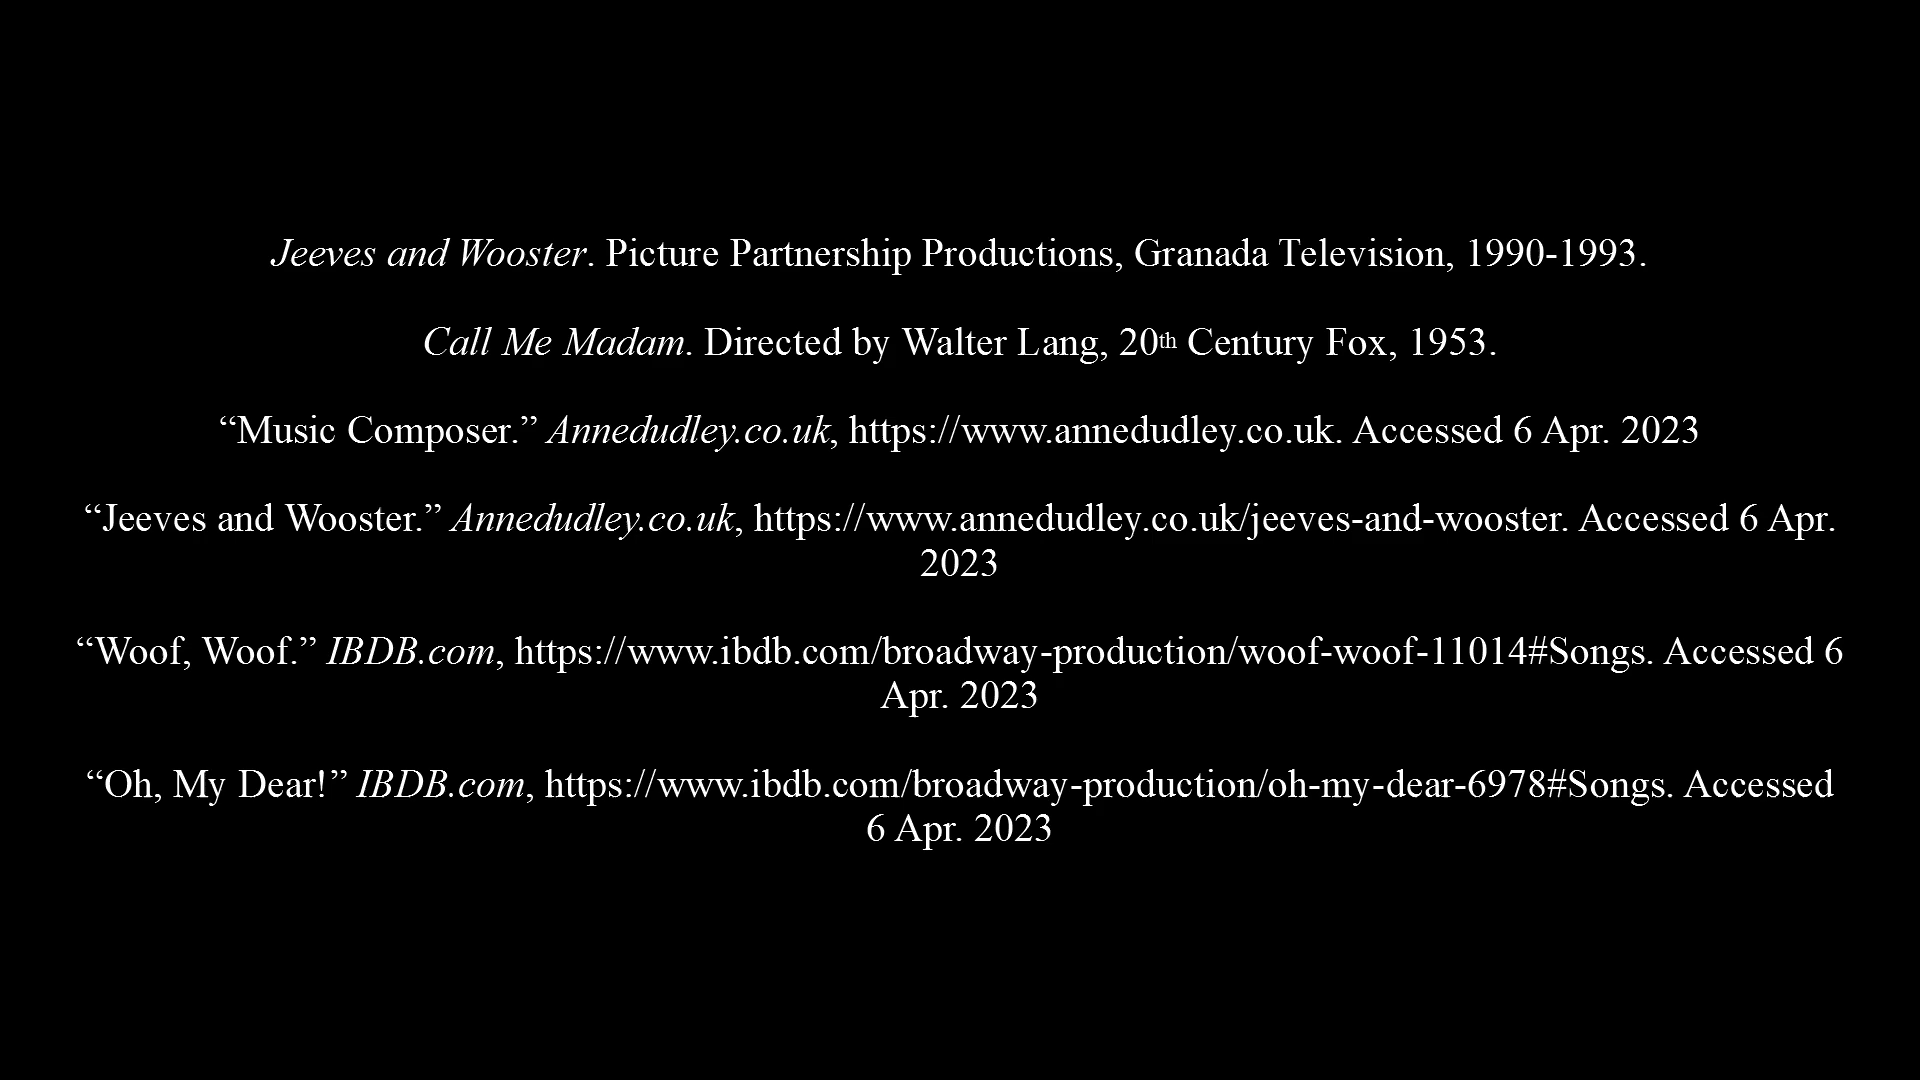 Jeeves and Wooster. Picture Partnership Productions, Granada Television, 1990-1993.
Call Me Madam. Directed by Walter Lang, 20th Century Fox, 1953.
“Music Composer.” Annedudley.co.uk, https://www.annedudley.co.uk. Accessed 6 Apr. 2023
“Jeeves and Wooster.” Annedudley.co.uk, https://www.annedudley.co.uk/jeeves-and-wooster. Accessed 6 Apr.
2023
“Woof, Woof.” IBDB.com, https://www.ibdb.com/broadway-production/woof-woof-11014#Songs. Accessed 6
Apr. 2023
“Oh, My Dear!” IBDB.com, https://www.ibdb.com/broadway-production/oh-my-dear-6978#Songs. Accessed
6 Apr. 2023